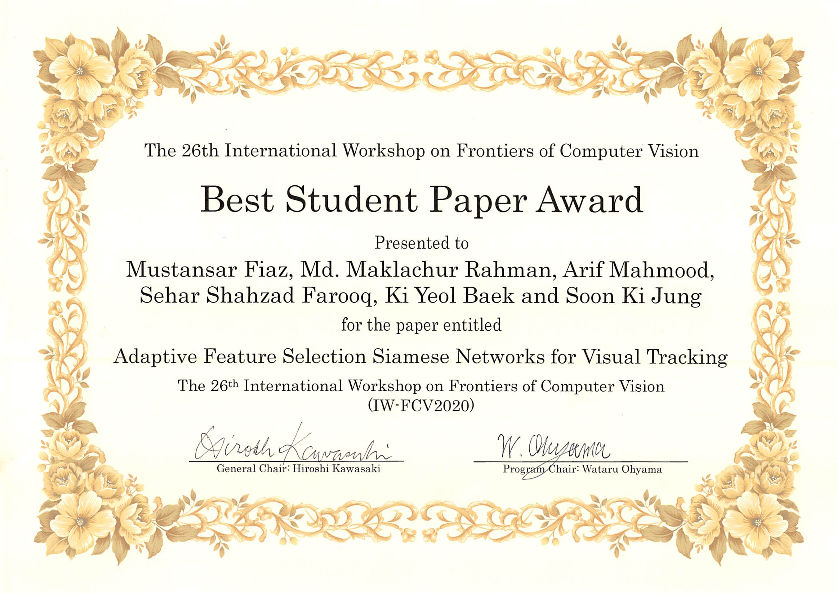 The 26th International Workshop on Frontiers of Computer Vision
Best Student Paper Award
Presented to
Mustansar Fiaz, Md. Maklachur Rahman, Arif Mahmood,
Sehar Shahzad Farooq, Ki Yeol Baek and Soon Ki Jung
for the paper entitled
Adaptive Feature Selection Siamese Networks for Visual Tracking
The 26th International Workshop on Frontiers of Computer Vision
(IW-FCV2020)
Hiroshi Kawasaki
W. Ohyama
General Chair: Hiroshi Kawasaki
Program Chair: Wataru Ohyama